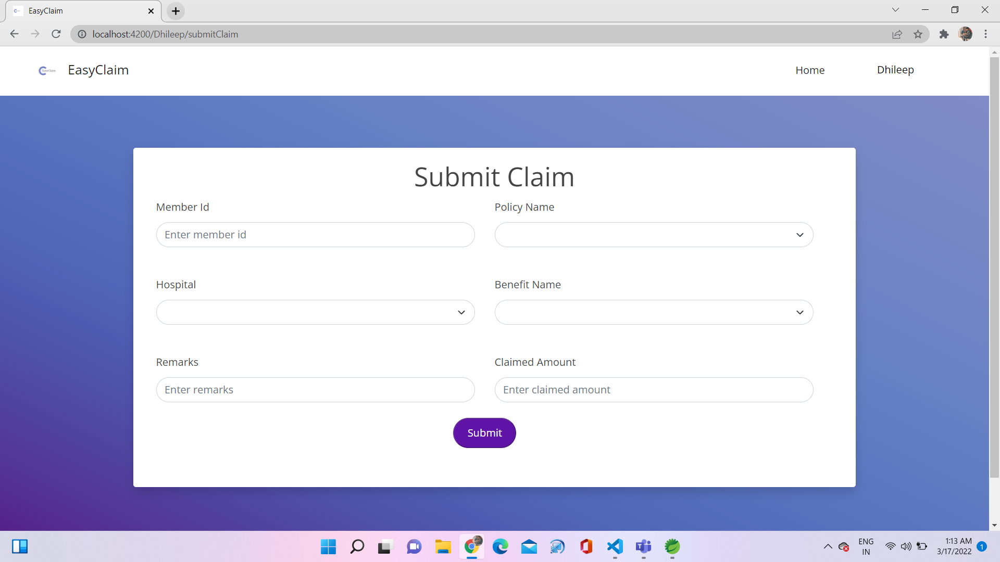 EasyClaim
localhost:4200/Dhileep/submitClaim
EasyClaim
EasyClaim
Home
Dhileep
Submit Claim
Member Id
Policy Name
Enter member id
Hospital
Benefit Name
Remarks
Claimed Amount
Enter remarks
Enter claimed amount
Submit
ENG
IN
1:13 AM
3/17/2022
1